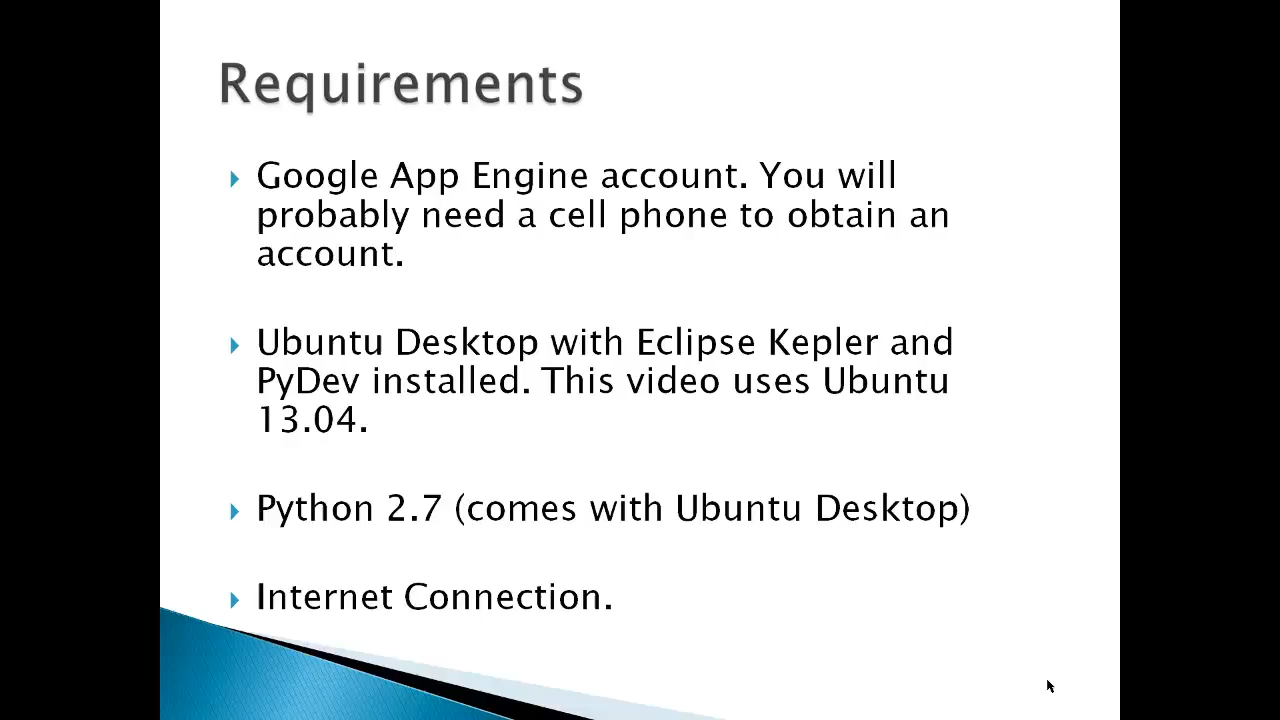 Requirements
Google App Engine account. You will
probably need a cell phone to obtain an
account.
Ubuntu Desktop with Eclipse Kepler and
PyDev installed. This video uses Ubuntu
13.04.
Python 2.7 (comes with Ubuntu Desktop)
Internet Connection.